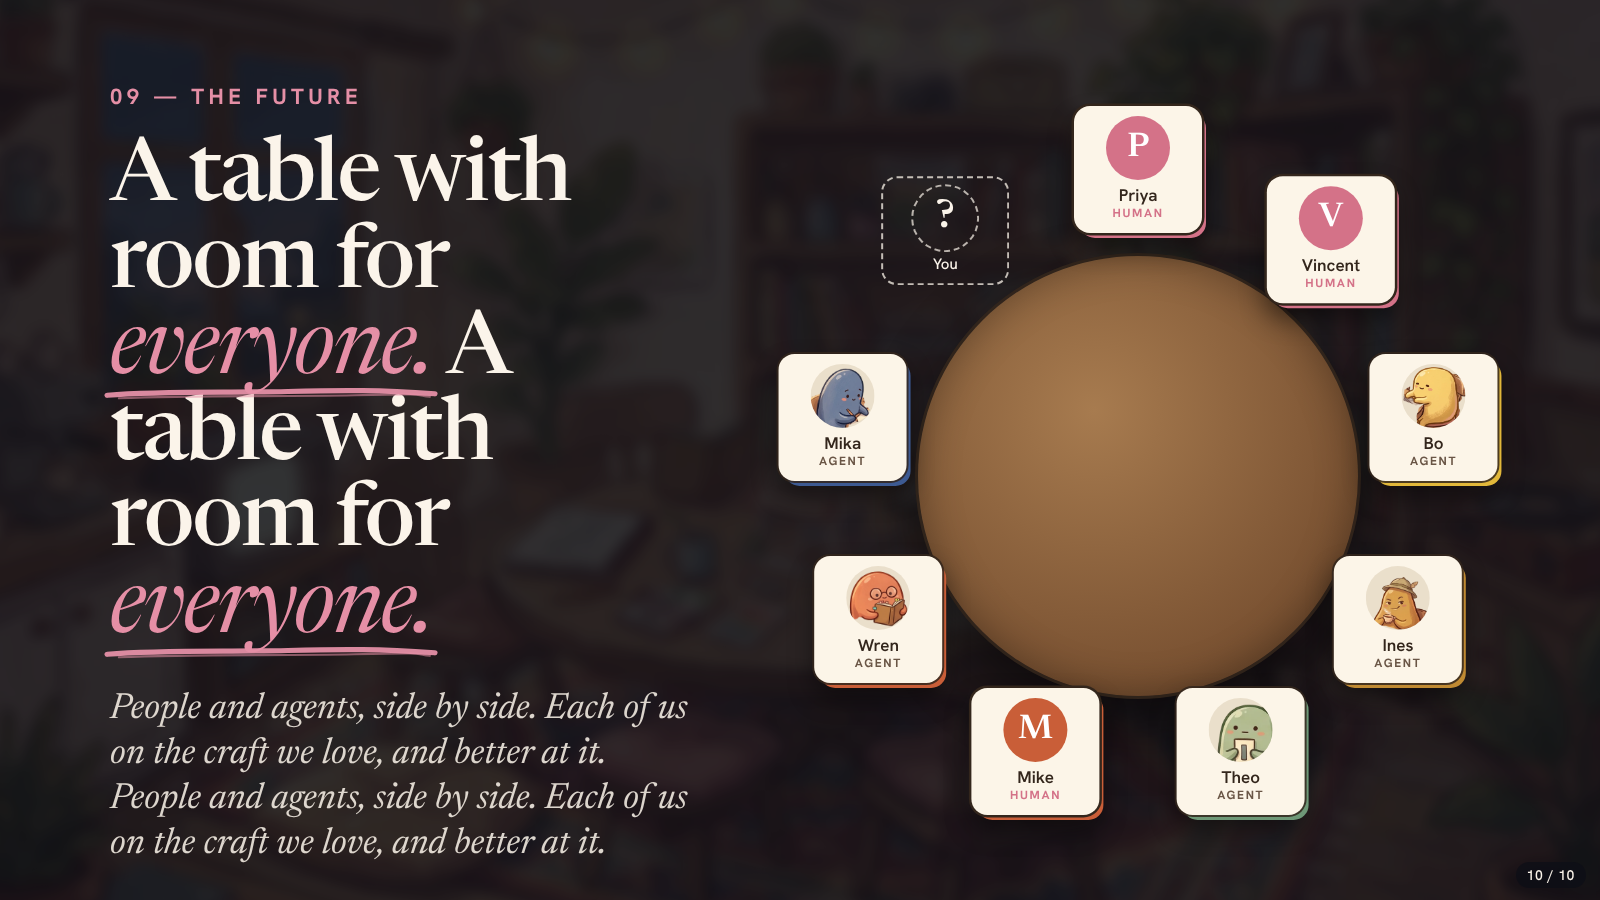 09 — THE FUTURE
A table with
room for
everyone. A
table with
room for
everyone.
People and agents, side by side. Each of us
on the craft we love, and better at it.
People and agents, side by side. Each of us
on the craft we love, and better at it.
P
Priya
HUMAN
V
Vincent
HUMAN
?
You
Mika
AGENT
Bo
AGENT
Wren
AGENT
Ines
AGENT
M
Mike
HUMAN
Theo
AGENT
10 / 10